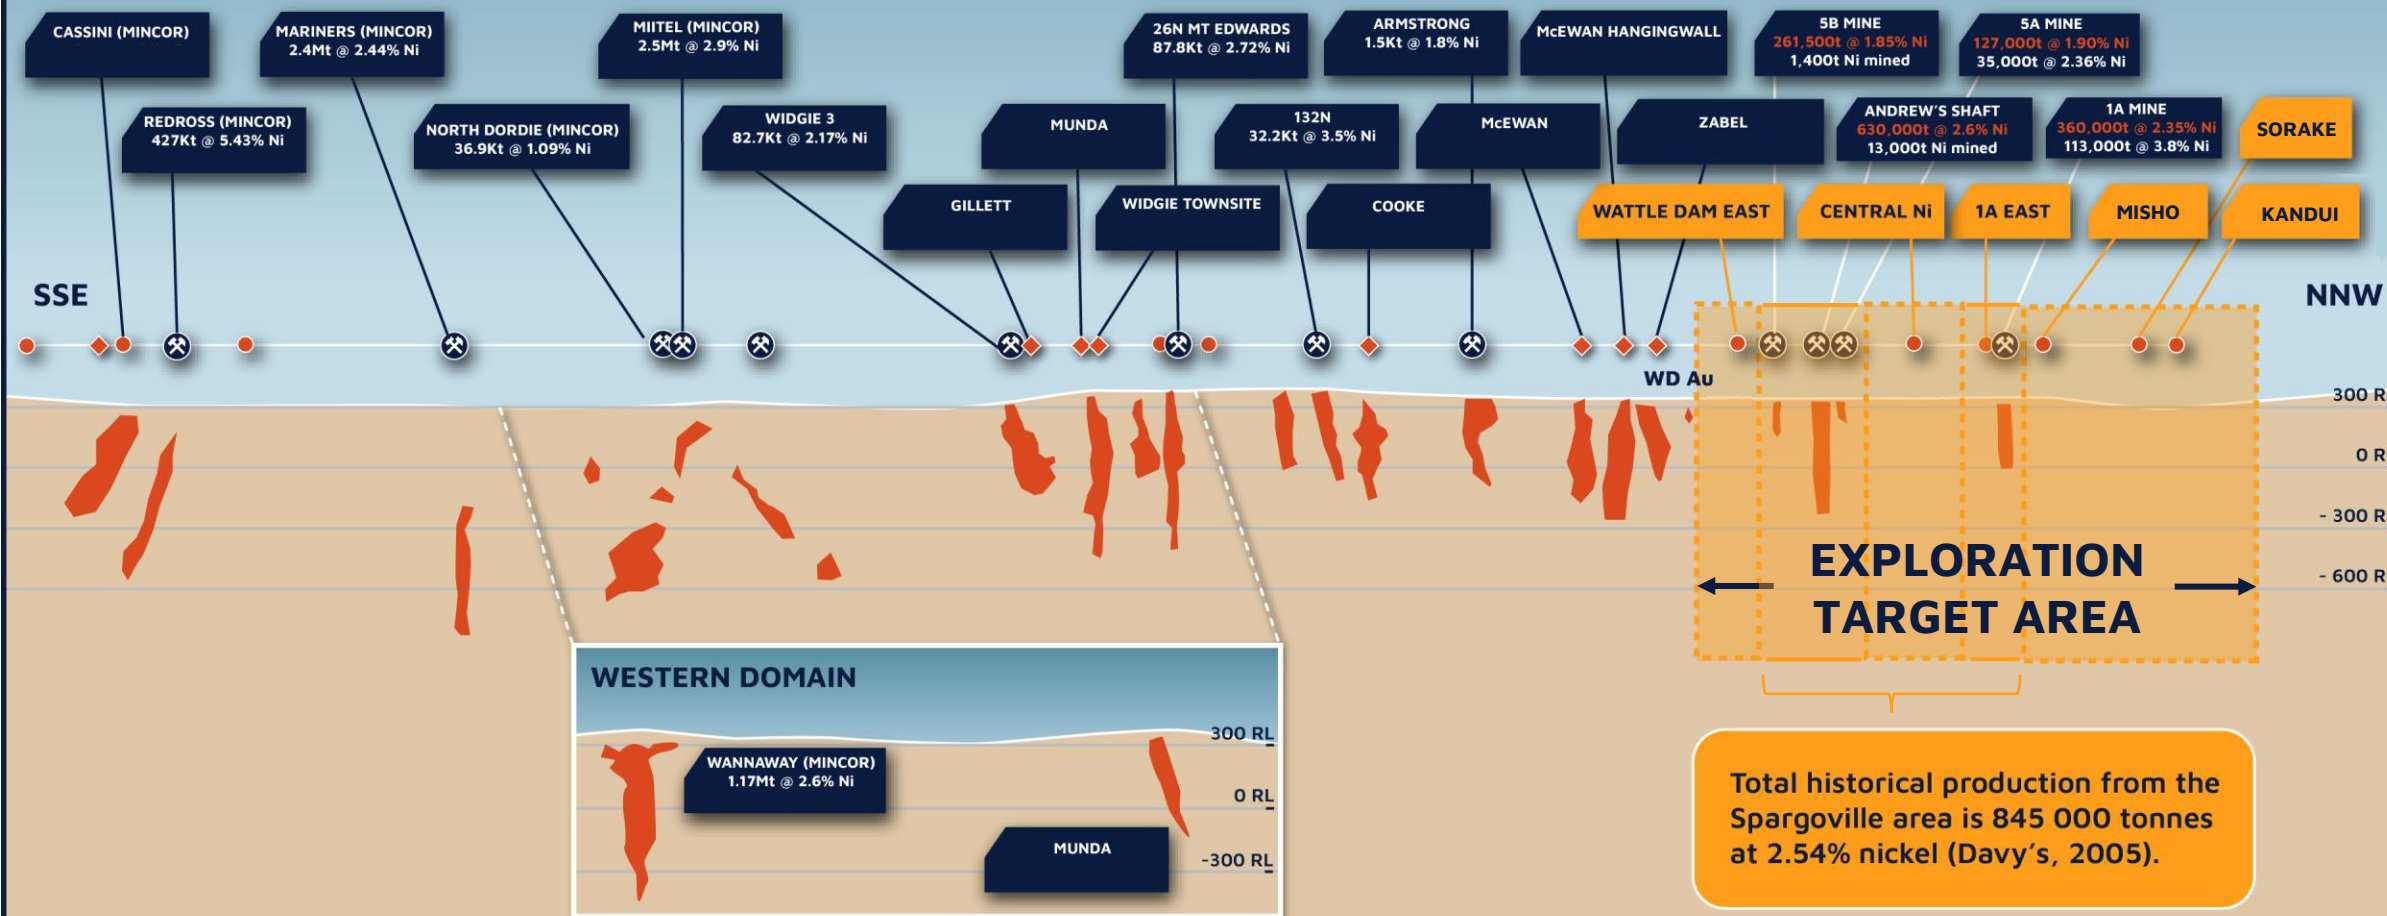 CASSINI (MINCOR)
MARINERS (MINCOR)
2.4Mt @ 2.44% Ni
MIITEL (MINCOR)
2.5Mt @ 2.9% Ni
26N MT EDWARDS
87.8Kt @ 2.72% Ni
ARMSTRONG
1.5Kt @ 1.8% Ni
McEWAN HANGINGWALL
5B MINE
261,500t @ 1.85% Ni
1,400t Ni mined
5A MINE
127,000t @ 1.90% Ni
35,000t @ 2.36% Ni
REDROSS (MINCOR)
427Kt @ 5.43% Ni
NORTH DORDIE (MINCOR)
36.9Kt @ 1.09% Ni
WIDGIE 3
82.7Kt @ 2.17% Ni
MUNDA
132N
32.2Kt @ 3.5% Ni
McEWAN
ZABEL
ANDREW'S SHAFT
630,000t @ 2.6% Ni
13,000t Ni mined
1A MINE
360,000t @ 2.35% Ni
113,000t @ 3.8% Ni
SORAKE
GILLETT
WIDGIE TOWNSITE
COOKE
WATTLE DAM EAST
CENTRAL Ni
1A EAST
MISHO
KANDUI
SSE
NNW
WD Au
300 R
0 R
- 300 R
- 600 R
EXPLORATION
TARGET AREA
WESTERN DOMAIN
300 RL
WANNAWAY (MINCOR)
1.17Mt @ 2.6% Ni
0 RL
MUNDA
-300 RL
Total historical production from the
Spargoville area is 845 000 tonnes
at 2.54% nickel (Davy's, 2005).